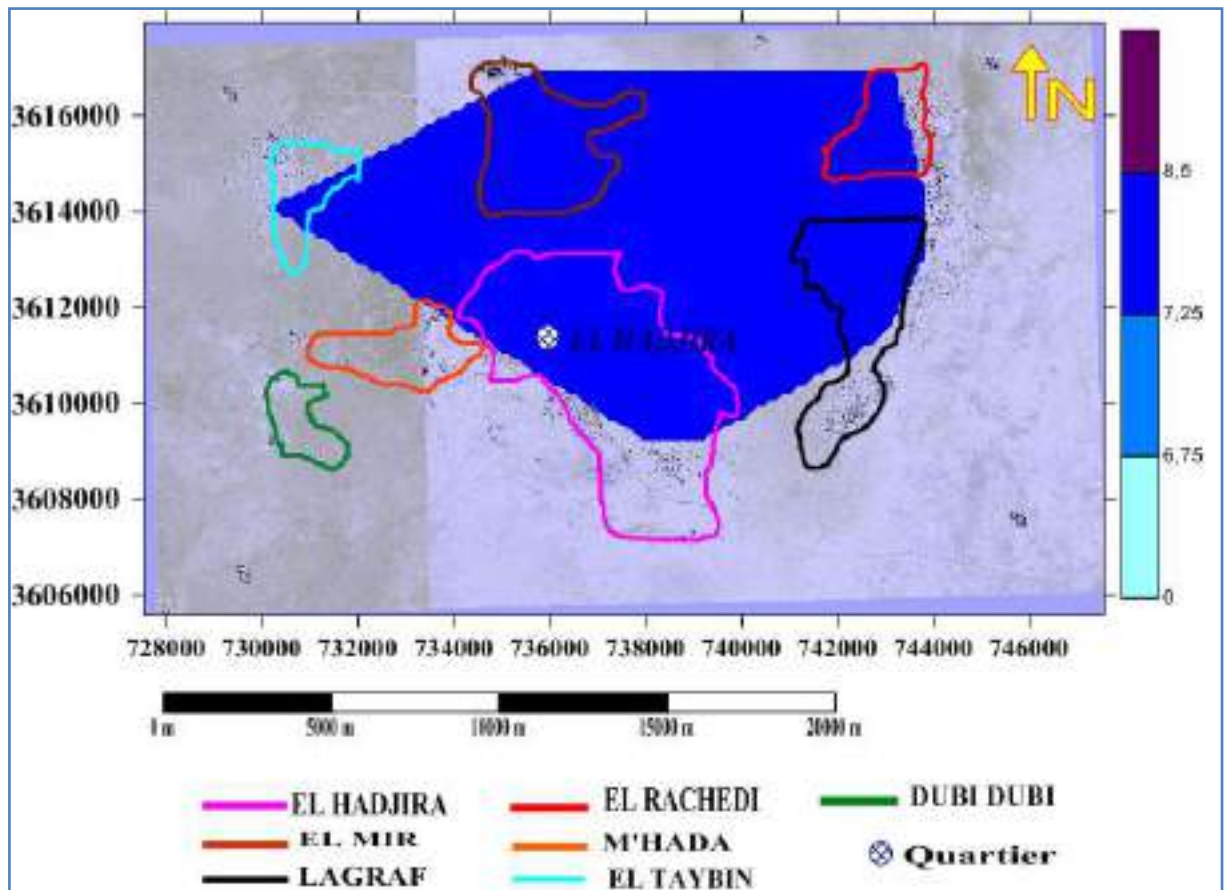 N
3616000
3614000
3612000
3610000
3608000
3606000
8,5
7,25
6,75
0
EL HADJIRA
728000 730000 732000 734000 736000 738000 740000 742000 744000 746000
0 m 5000 m 10000 m 15000 m 20000 m
EL HADJIRA EL RACHEDI DUBI DUBI
EL MIR M'HADA Quartier
LAGRAF EL TAYBIN